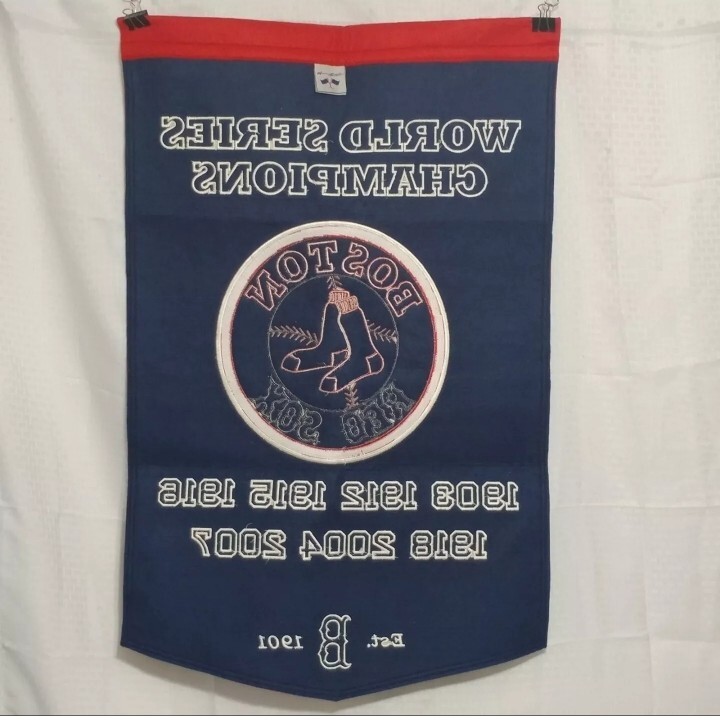 WORLD SERIES
CHAMPIONS
BOSTON
RED SOX
1903 1912 1915 1916
1918 2004 2007
Est. B 1901